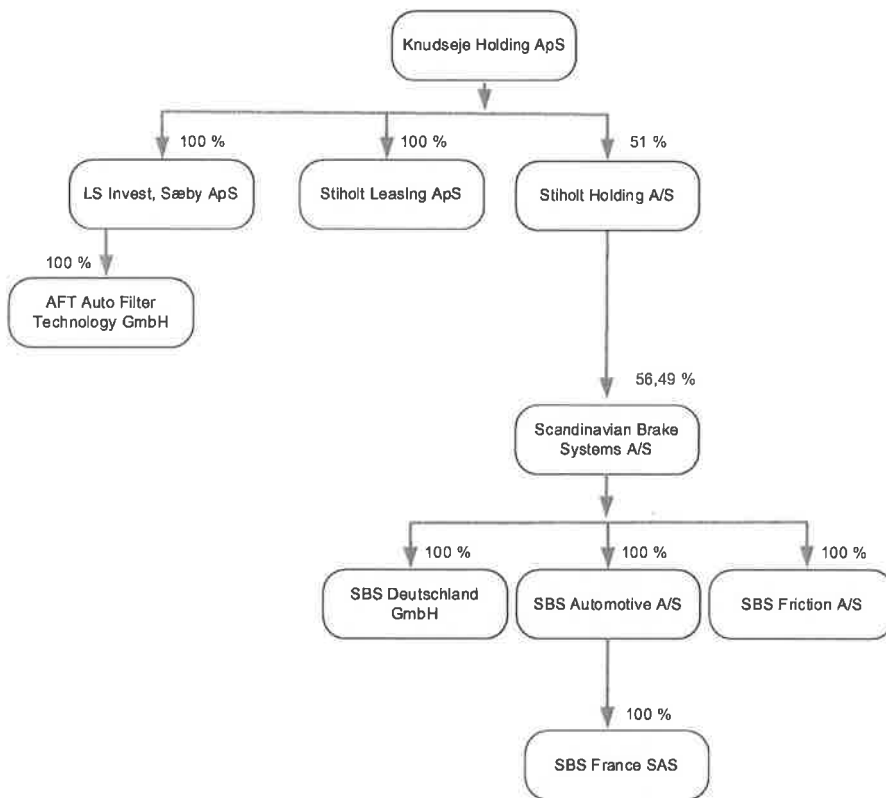 Knudseje Holding ApS
100 %
100 %
51 %
LS Invest, Sæby ApS
Stiholt Leasing ApS
Stiholt Holding A/S
100 %
AFT Auto Filter
Technology GmbH
56,49 %
Scandinavian Brake
Systems A/S
100 %
100 %
100 %
SBS Deutschland
GmbH
SBS Automotive A/S
SBS Friction A/S
100 %
SBS France SAS